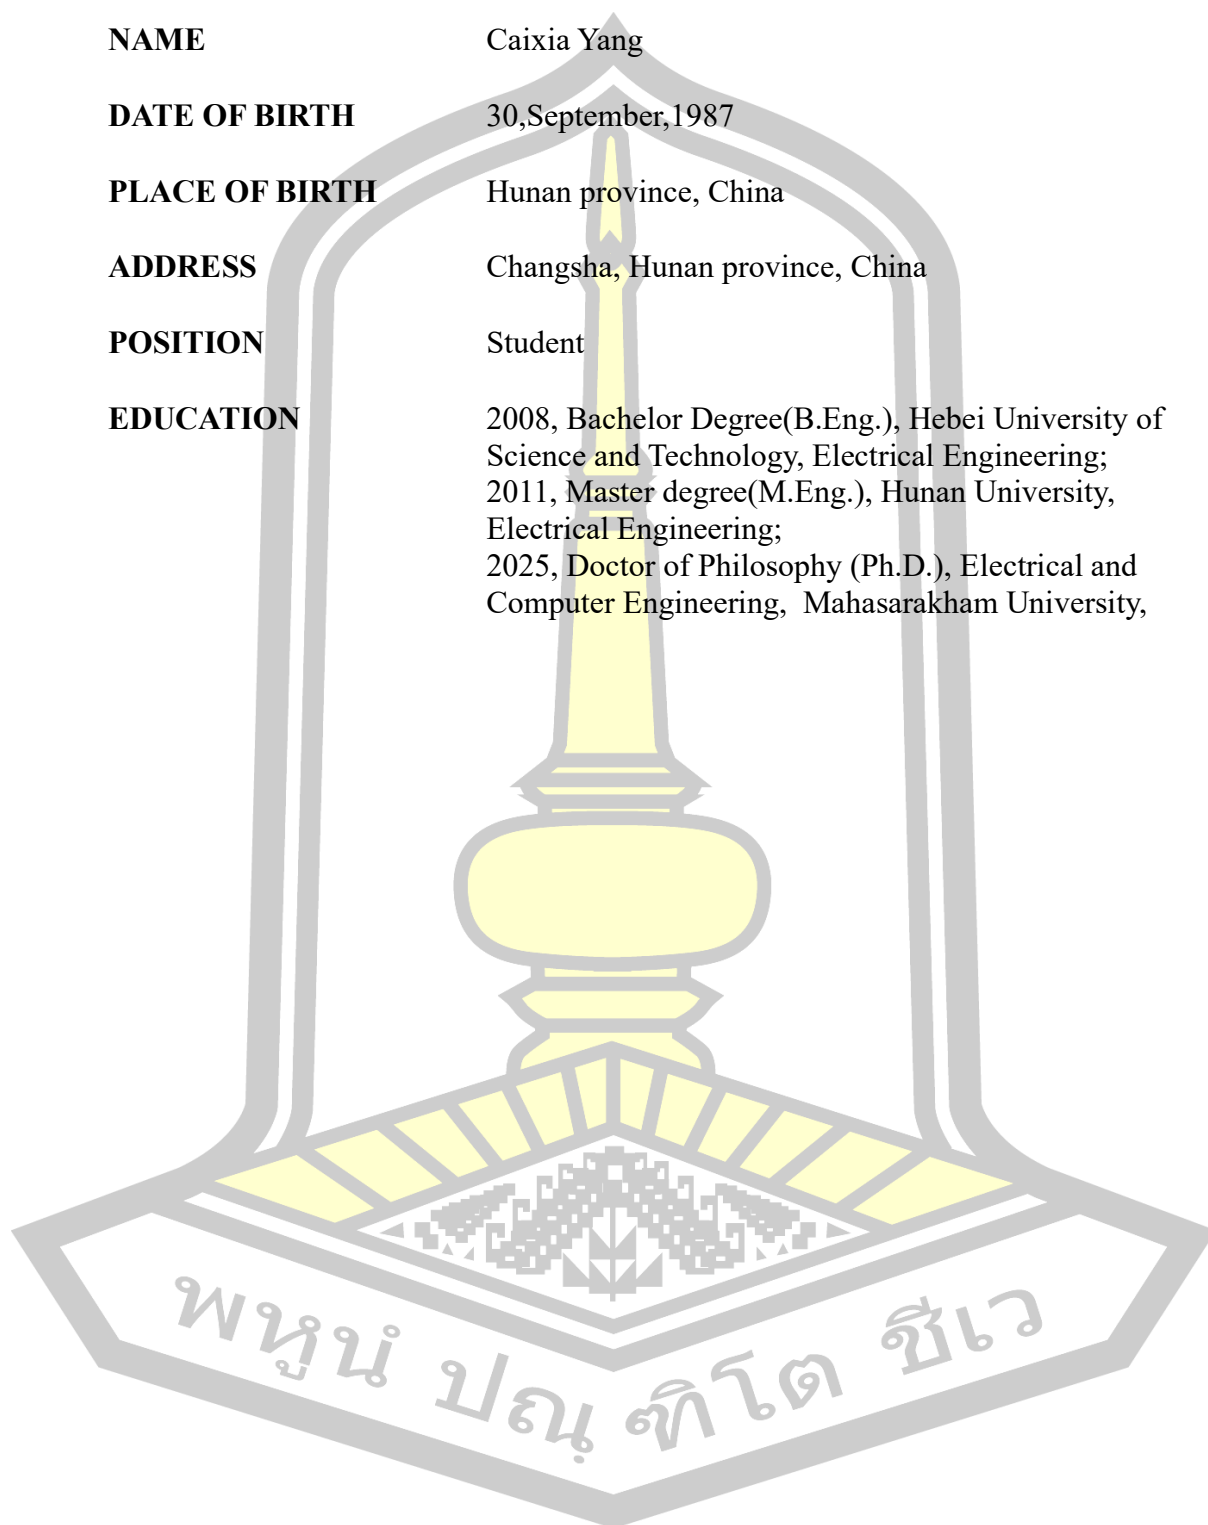 NAME Caixia Yang
DATE OF BIRTH 30,September,1987
PLACE OF BIRTH Hunan province, China
ADDRESS Changsha, Hunan province, China
POSITION Student
EDUCATION 2008, Bachelor Degree(B.Eng.), Hebei University of
Science and Technology, Electrical Engineering;
2011, Master degree(M.Eng.), Hunan University,
Electrical Engineering;
2025, Doctor of Philosophy (Ph.D.), Electrical and
Computer Engineering,  Mahasarakham University,
พหูนํ ปณฺ ฑิโต ชีเว